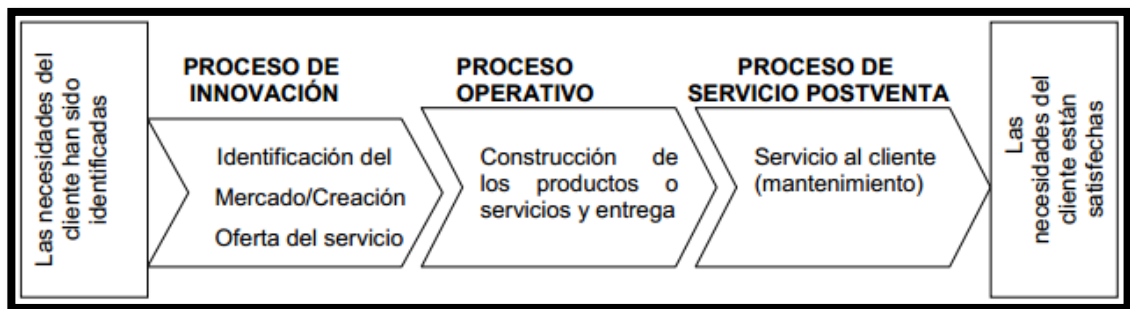 Las necesidades del
cliente han sido
identificadas
PROCESO DE
INNOVACIÓN
Identificación del
Mercado/Creación
Oferta del servicio
PROCESO
OPERATIVO
Construcción de
los productos o
servicios y entrega
PROCESO DE
SERVICIO POSTVENTA
Servicio al cliente
(mantenimiento)
Las
necesidades del
cliente están
satisfechas